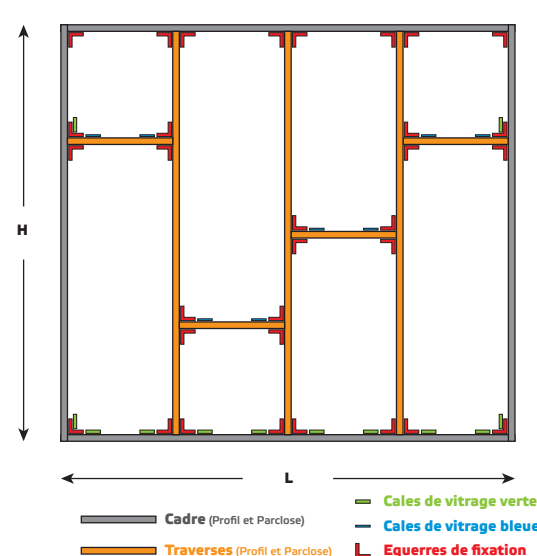 H
L
Cadre (Profil et Parclose)
Traverses (Profil et Parclose)
Cales de vitrage verte
Cales de vitrage bleue
Equerres de fixation